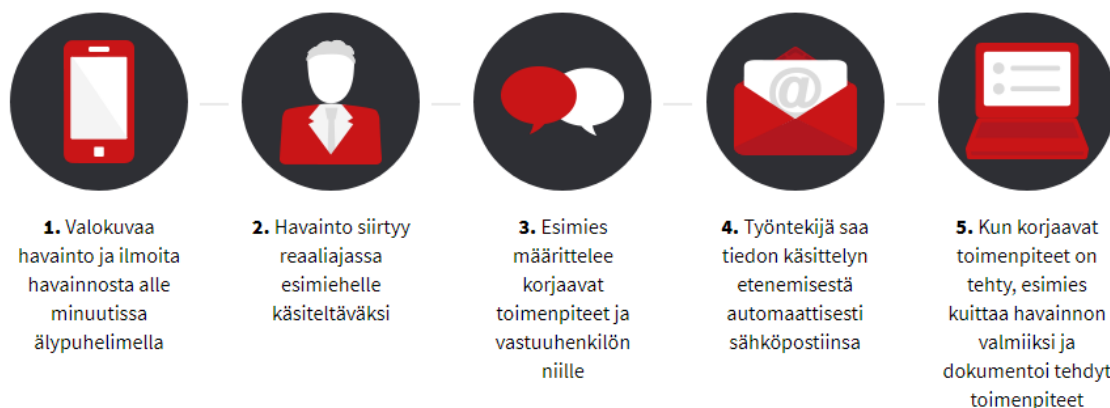 @
1. Valokuvaa
havainto ja ilmoita
havainnosta alle
minuutissa
älypuhelimella
2. Havainto siirtyy
reaaliajassa
esimiehelle
käsiteltäväksi
3. Esimies
määrittelee
korjaavat
toimenpiteet ja
vastuuhenkilön
niille
4. Työntekijä saa
tiedon käsittelyn
etenemisestä
automaattisesti
sähköpostiinsa
5. Kun korjaavat
toimenpiteet on
tehty, esimies
kuittaa havainnon
valmiiksi ja
dokumentoi tehdyt
toimenpiteet